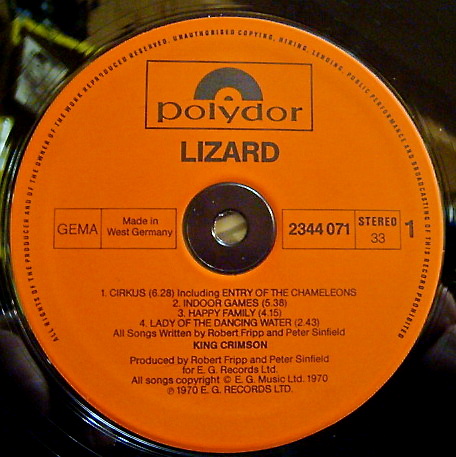 ALL RIGHTS OF THE PRODUCER AND OF THE OWNER OF THE WORK REPRODUCED RESERVED. UNAUTHORISED COPYING, HIRING, LENDING, PUBLIC PERFORMANCE AND BROADCASTING OF THIS RECORD PROHIBITED
polydor
LIZARD
GEMA
Made in
West Germany
2344 071
STEREO
33
1
1. CIRKUS (6.28) Including ENTRY OF THE CHAMELEONS
2. INDOOR GAMES (5.38)
3. HAPPY FAMILY (4.15)
4. LADY OF THE DANCING WATER (2.43)
All Songs Written by Robert Fripp and Peter Sinfield
KING CRIMSON
Produced by Robert Fripp and Peter Sinfield
for E. G. Records Ltd.
All songs copyright © E. G. Music Ltd. 1970
℗ 1970 E. G. RECORDS LTD.